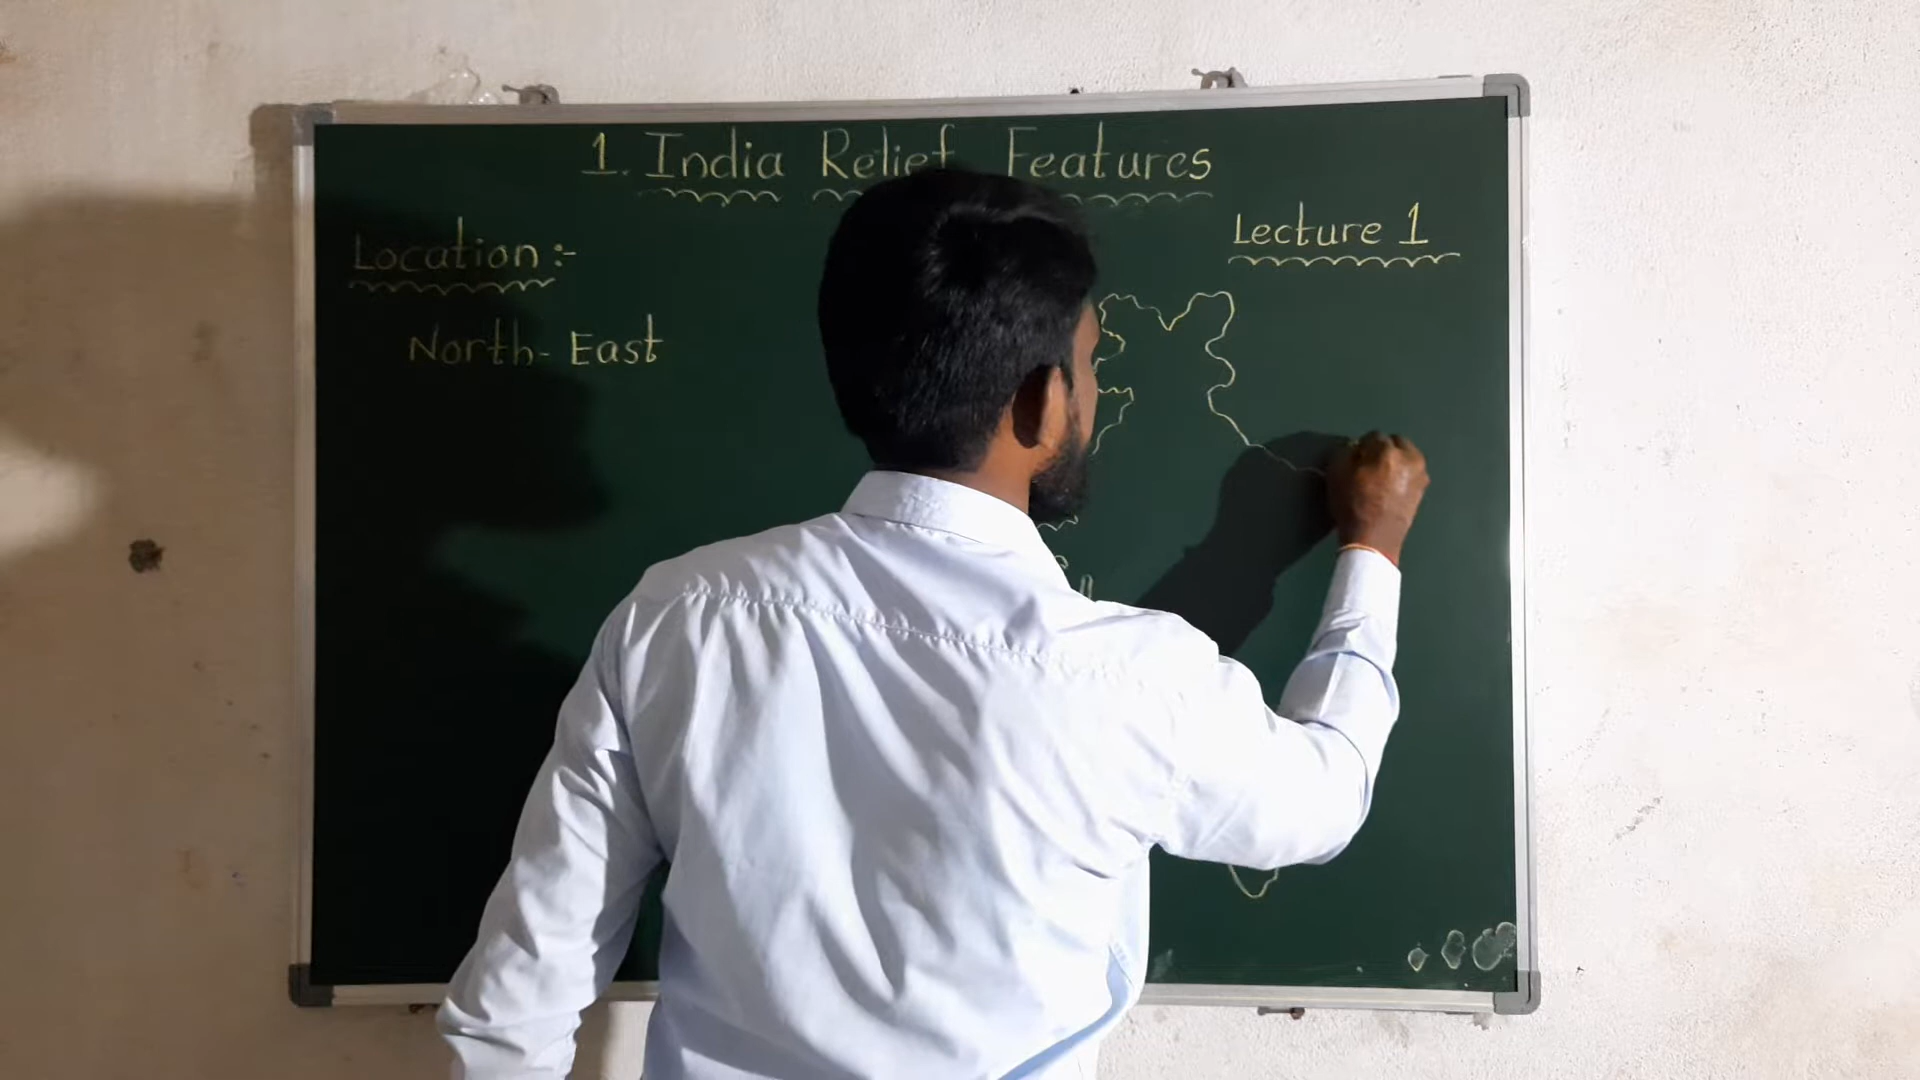 1. India Relief Features
Lecture 1
Location :-
North- East